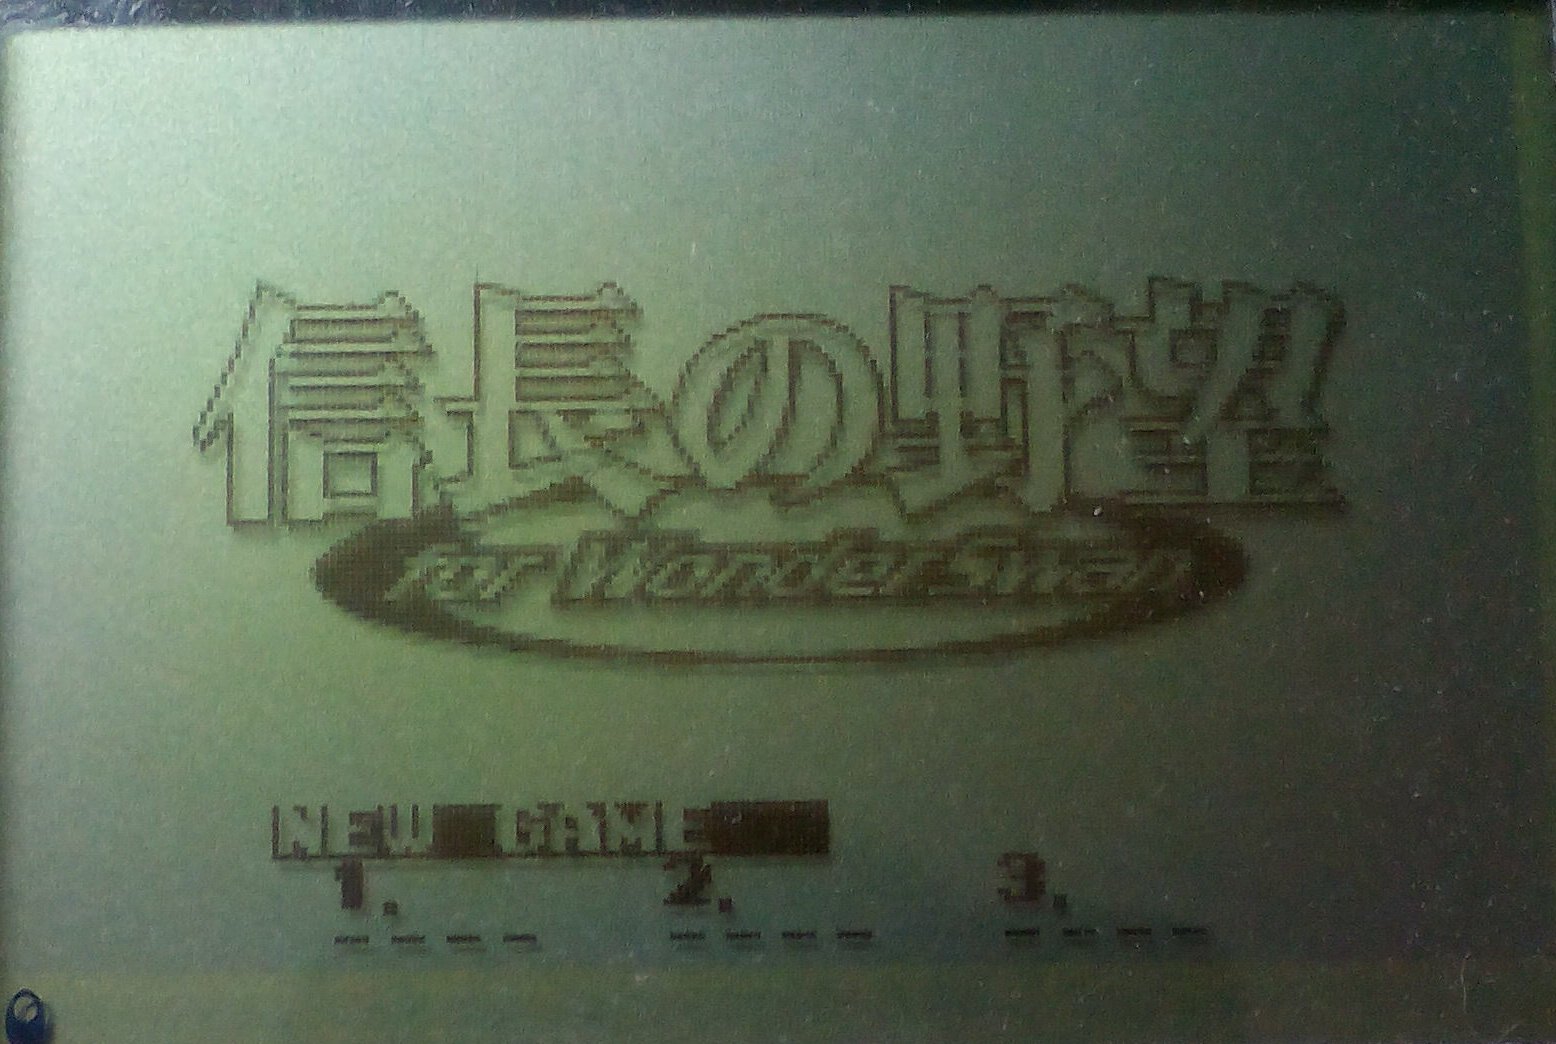 信長の野望
for WonderSwan
NEW GAME
1. 2. 3.
---- ---- ----